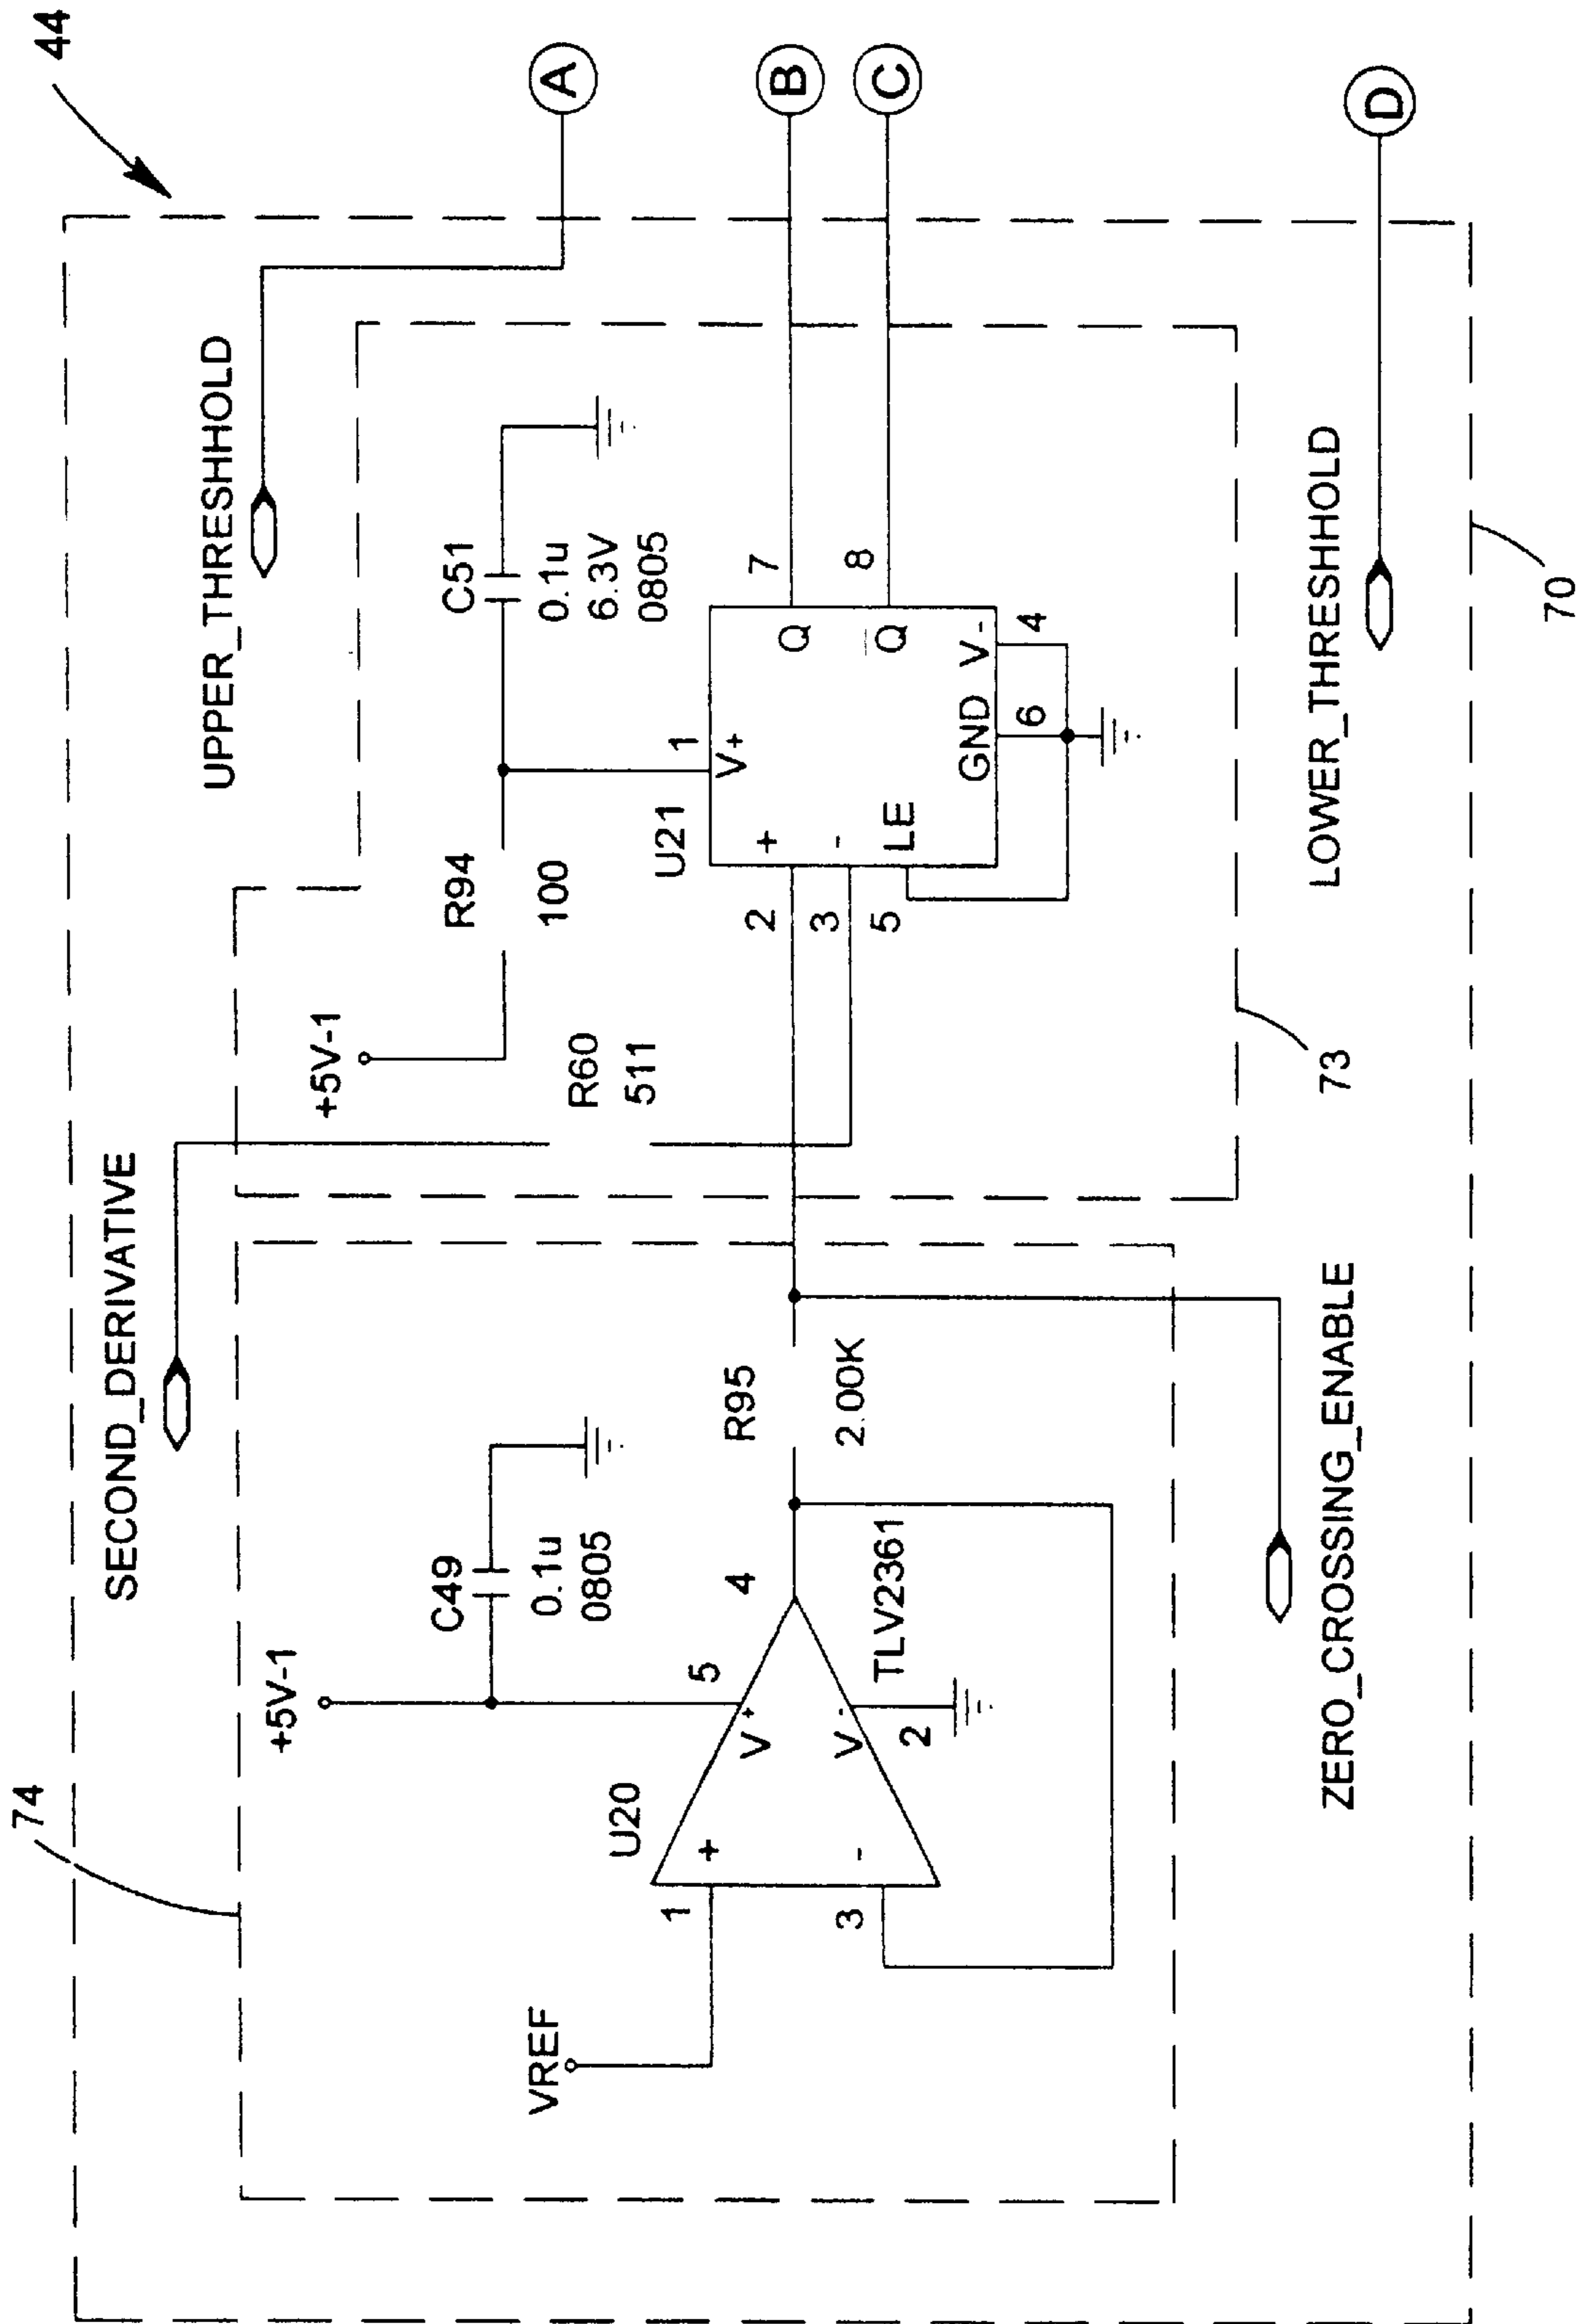 44
74
SECOND_DERIVATIVE
UPPER_THRESHHOLD
A
+5V-1
C49
0.1u
0805
VREF
U20
+
-
1
3
V+
5
V-
2
4
TLV2361
R95
2.00K
ZERO_CROSSING_ENABLE
+5V-1
R94
100
R60
511
C51
0.1u
6.3V
0805
U21
1
V+
2
+
3
-
5
LE
GND
6
V-
4
Q
7
Q̅
8
B
C
73
LOWER_THRESHHOLD
D
70